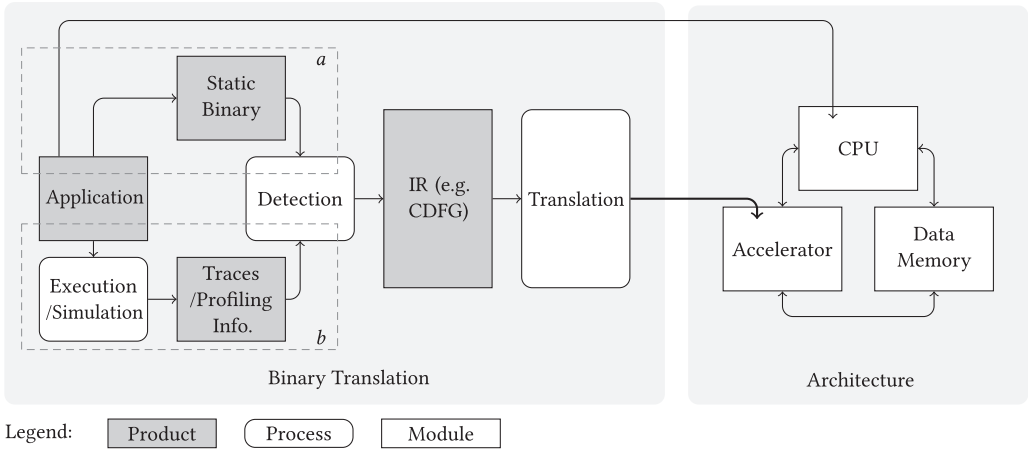 a
Static
Binary
Application
Detection
IR (e.g.
CDFG)
Translation
CPU
Accelerator
Data
Memory
Execution
/Simulation
Traces
/Profiling
Info.
b
Binary Translation
Architecture
Legend:
Product
Process
Module